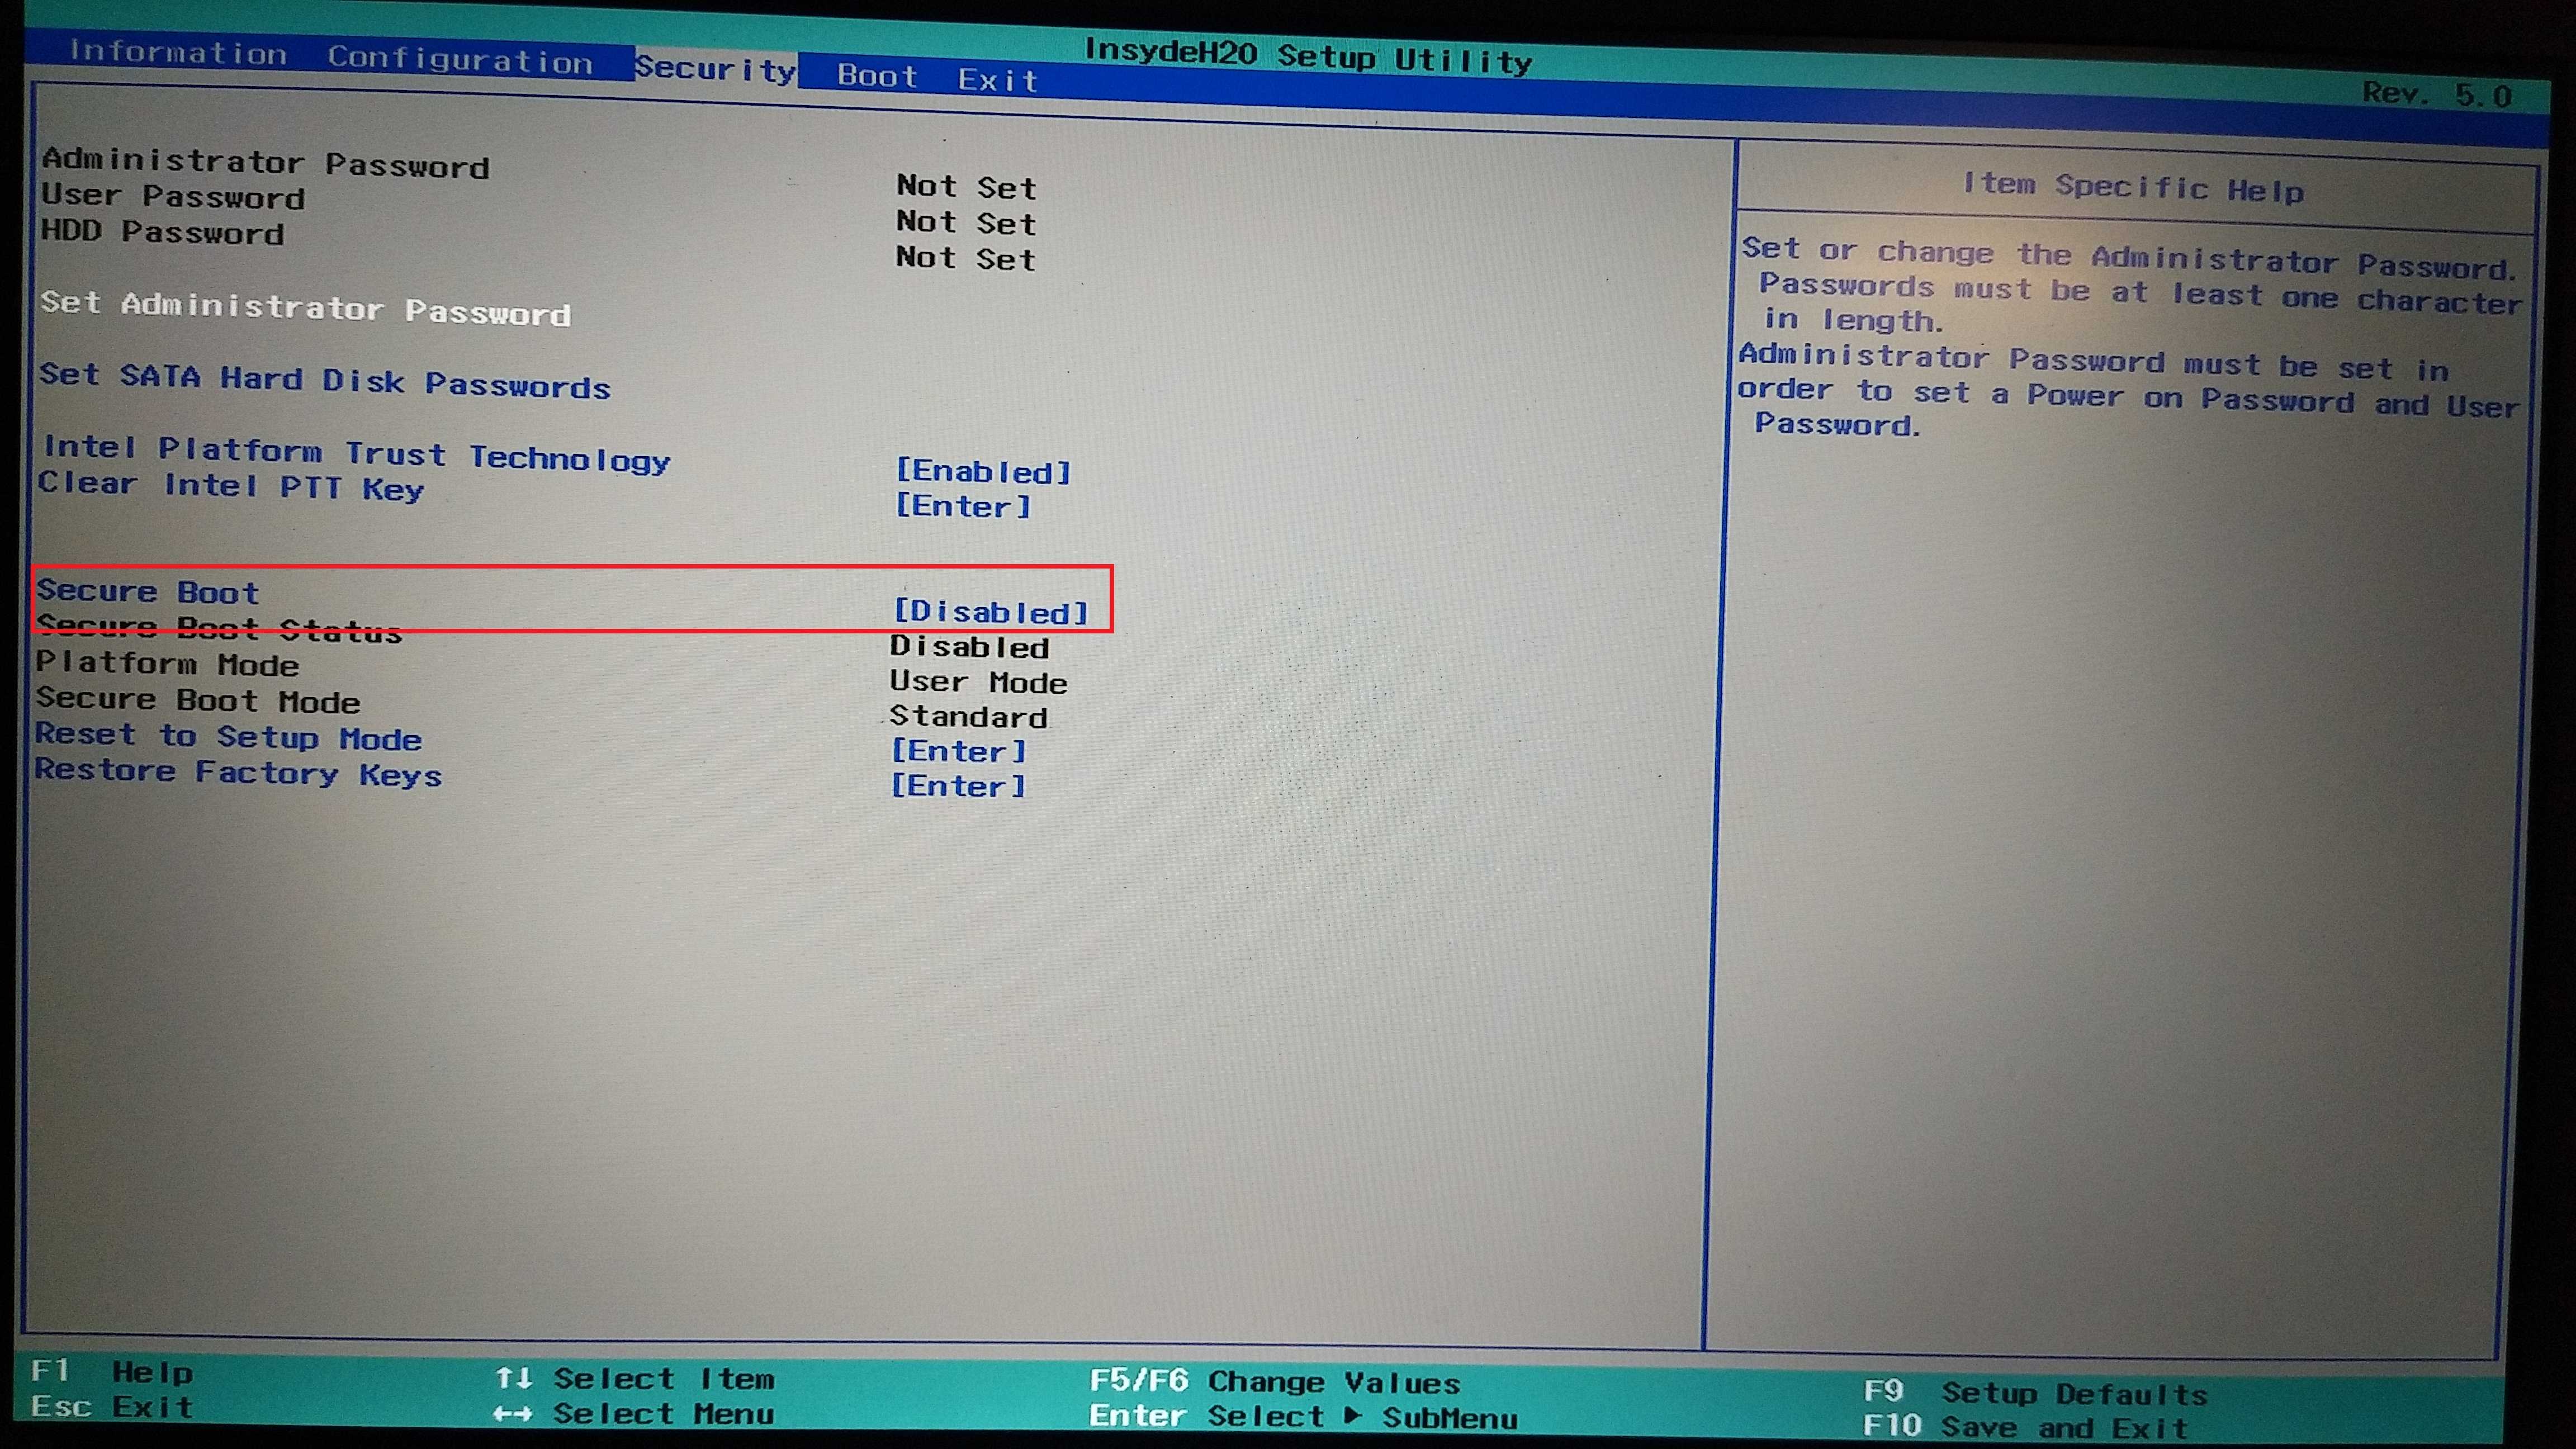 InsydeH20 Setup Utility
Rev. 5.0
Information Configuration Security Boot Exit
Administrator Password Not Set
User Password Not Set
HDD Password Not Set
Set Administrator Password
Set SATA Hard Disk Passwords
Intel Platform Trust Technology [Enabled]
Clear Intel PTT Key [Enter]
Secure Boot [Disabled]
Secure Boot Status Disabled
Platform Mode User Mode
Secure Boot Mode Standard
Reset to Setup Mode [Enter]
Restore Factory Keys [Enter]
Item Specific Help
Set or change the Administrator Password.
Passwords must be at least one character
in length.
Administrator Password must be set in
order to set a Power on Password and User
Password.
F1 Help ↑↓ Select Item F5/F6 Change Values F9 Setup Defaults
Esc Exit ←→ Select Menu Enter Select ▶ SubMenu F10 Save and Exit